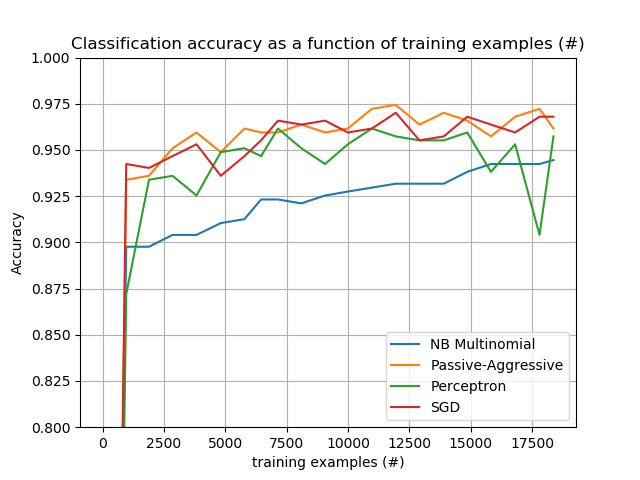 Classification accuracy as a function of training examples (#)
1.000
0.975
0.950
0.925
0.900
0.875
0.850
0.825
0.800
Accuracy
NB Multinomial
Passive-Aggressive
Perceptron
SGD
0 2500 5000 7500 10000 12500 15000 17500
training examples (#)